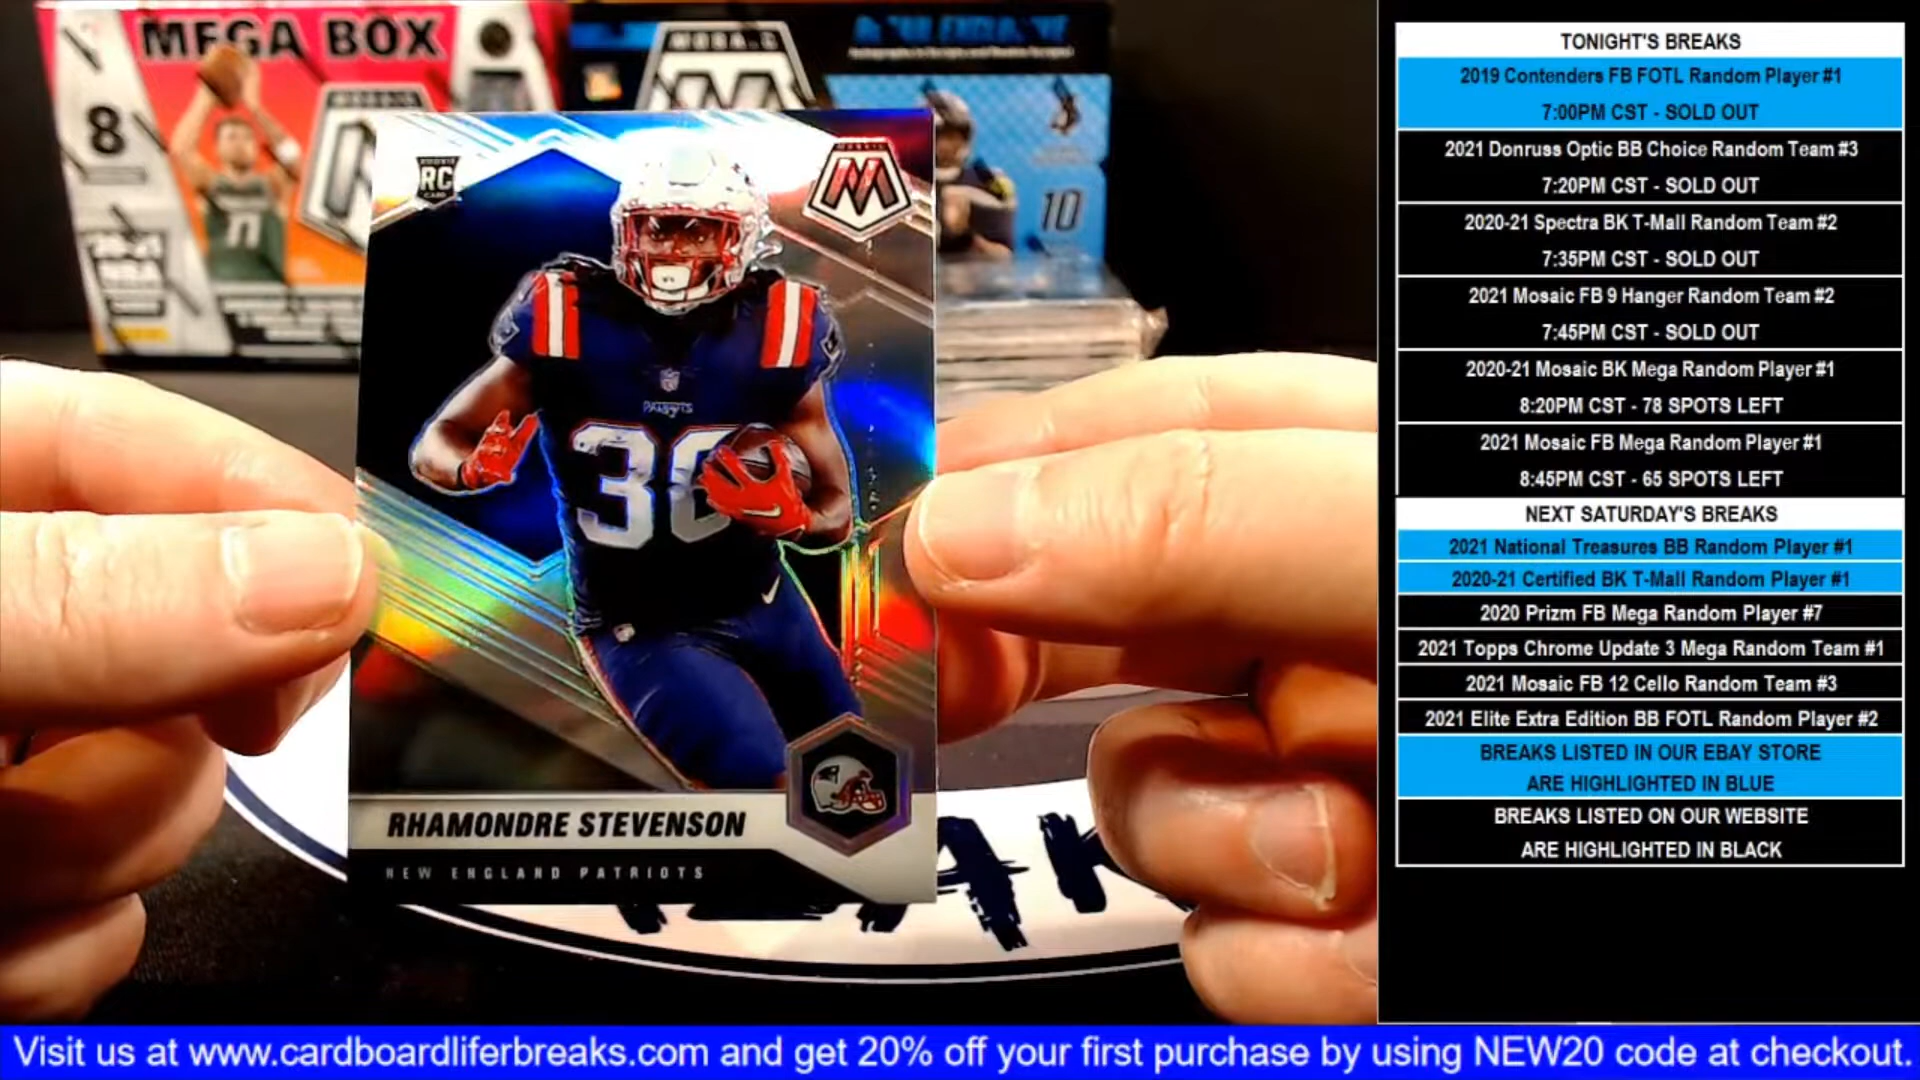 MEGA BOX
8
20-21
NBA
MOSAIC
10
ROOKIE
RC
CARD
MOSAIC
PATRIOTS
30
RHAMONDRE STEVENSON
NEW ENGLAND PATRIOTS
TONIGHT'S BREAKS
2019 Contenders FB FOTL Random Player #1
7:00PM CST - SOLD OUT
2021 Donruss Optic BB Choice Random Team #3
7:20PM CST - SOLD OUT
2020-21 Spectra BK T-Mall Random Team #2
7:35PM CST - SOLD OUT
2021 Mosaic FB 9 Hanger Random Team #2
7:45PM CST - SOLD OUT
2020-21 Mosaic BK Mega Random Player #1
8:20PM CST - 78 SPOTS LEFT
2021 Mosaic FB Mega Random Player #1
8:45PM CST - 65 SPOTS LEFT
NEXT SATURDAY'S BREAKS
2021 National Treasures BB Random Player #1
2020-21 Certified BK T-Mall Random Player #1
2020 Prizm FB Mega Random Player #7
2021 Topps Chrome Update 3 Mega Random Team #1
2021 Mosaic FB 12 Cello Random Team #3
2021 Elite Extra Edition BB FOTL Random Player #2
BREAKS LISTED IN OUR EBAY STORE
ARE HIGHLIGHTED IN BLUE
BREAKS LISTED ON OUR WEBSITE
ARE HIGHLIGHTED IN BLACK
Visit us at www.cardboardliferbreaks.com and get 20% off your first purchase by using NEW20 code at checkout.